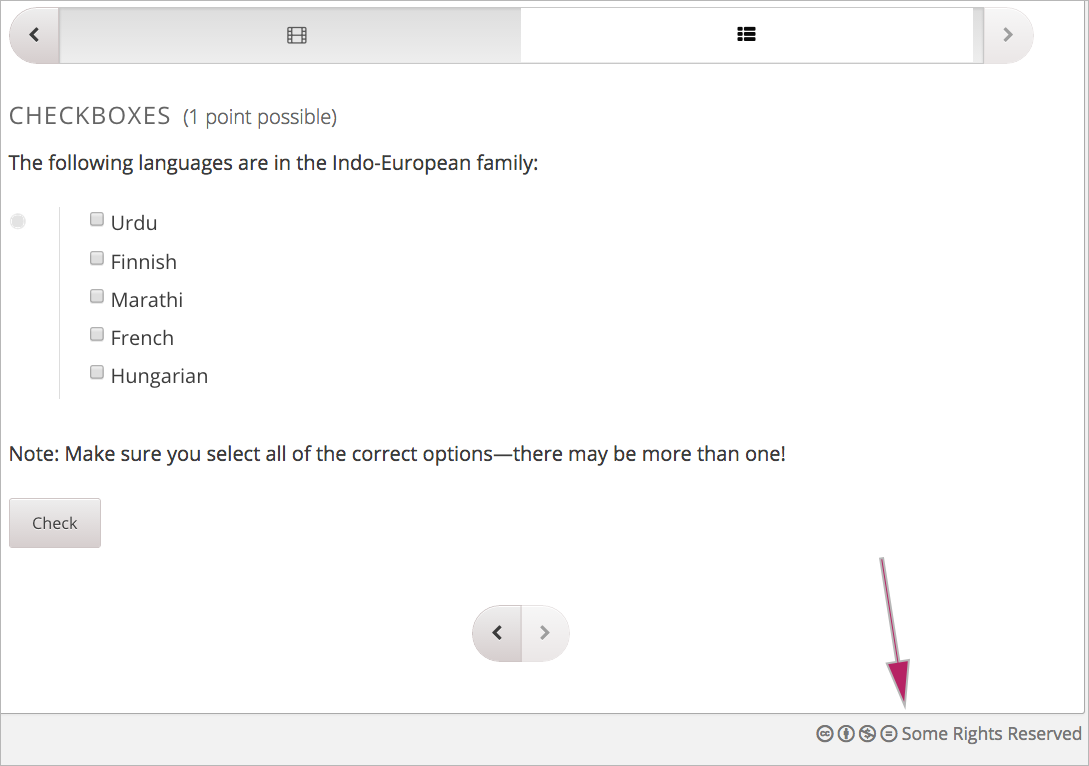 CHECKBOXES (1 point possible)
The following languages are in the Indo-European family:
Urdu
Finnish
Marathi
French
Hungarian
Note: Make sure you select all of the correct options—there may be more than one!
Check
Some Rights Reserved